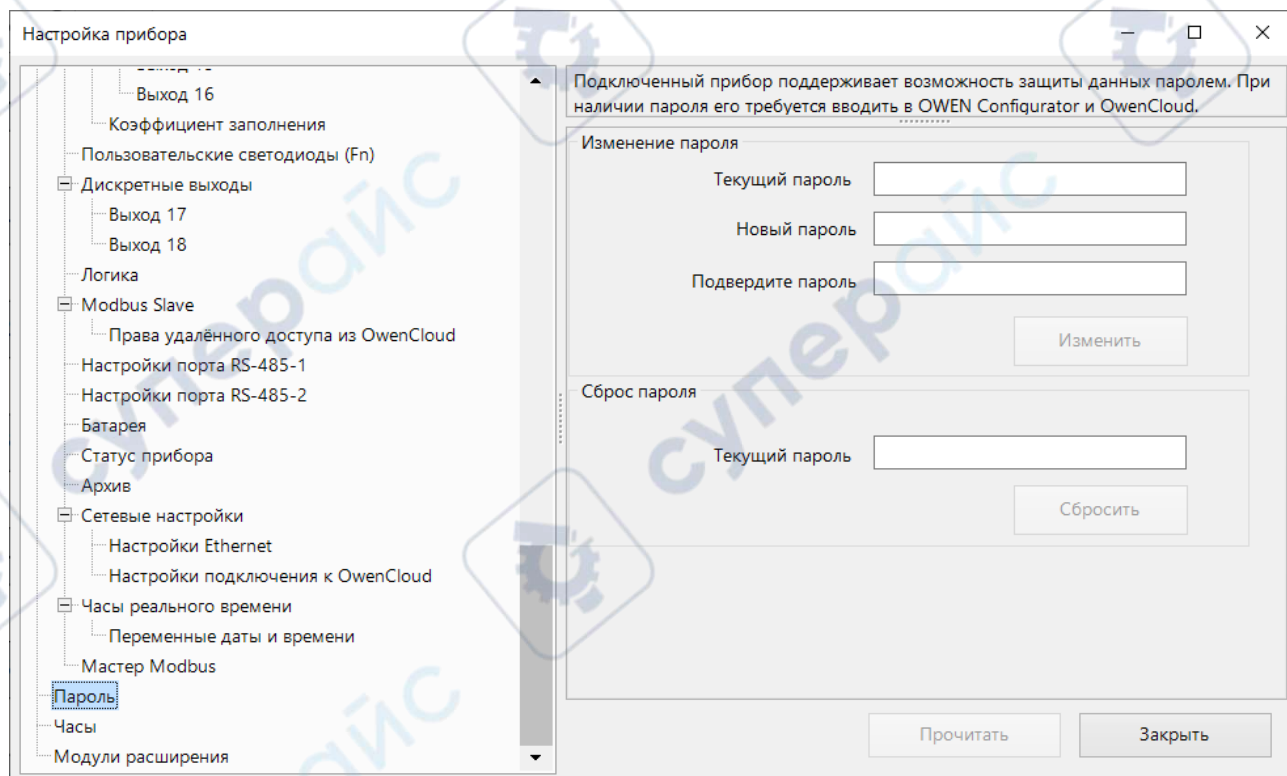 Настройка прибора
Выход 16
Коэффициент заполнения
Пользовательские светодиоды (Fn)
Дискретные выходы
Выход 17
Выход 18
Логика
Modbus Slave
Права удалённого доступа из OwenCloud
Настройки порта RS-485-1
Настройки порта RS-485-2
Батарея
Статус прибора
Архив
Сетевые настройки
Настройки Ethernet
Настройки подключения к OwenCloud
Часы реального времени
Переменные даты и времени
Мастер Modbus
Пароль
Часы
Модули расширения
Подключенный прибор поддерживает возможность защиты данных паролем. При
наличии пароля его требуется вводить в OWEN Configurator и OwenCloud.
Изменение пароля
Текущий пароль
Новый пароль
Подвердите пароль
Изменить
Сброс пароля
Текущий пароль
Сбросить
Прочитать
Закрыть
суперайс
суперайс
айс